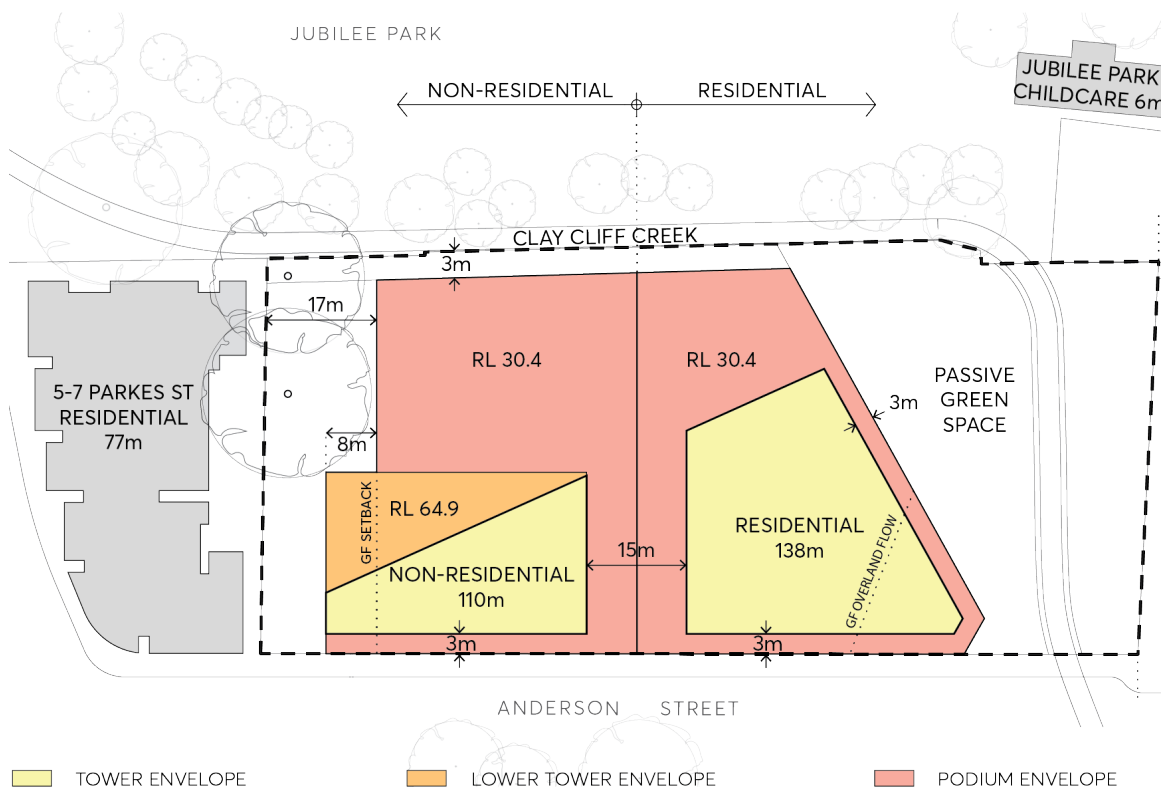 JUBILEE PARK
NON-RESIDENTIAL
RESIDENTIAL
JUBILEE PARK
CHILDCARE 6m
CLAY CLIFF CREEK
3m
17m
RL 30.4
RL 30.4
5-7 PARKES ST
RESIDENTIAL
77m
PASSIVE
GREEN
SPACE
3m
8m
GF SETBACK
RL 64.9
RESIDENTIAL
138m
15m
NON-RESIDENTIAL
110m
GF OVERLAND FLOW
3m
3m
ANDERSON STREET
TOWER ENVELOPE
LOWER TOWER ENVELOPE
PODIUM ENVELOPE